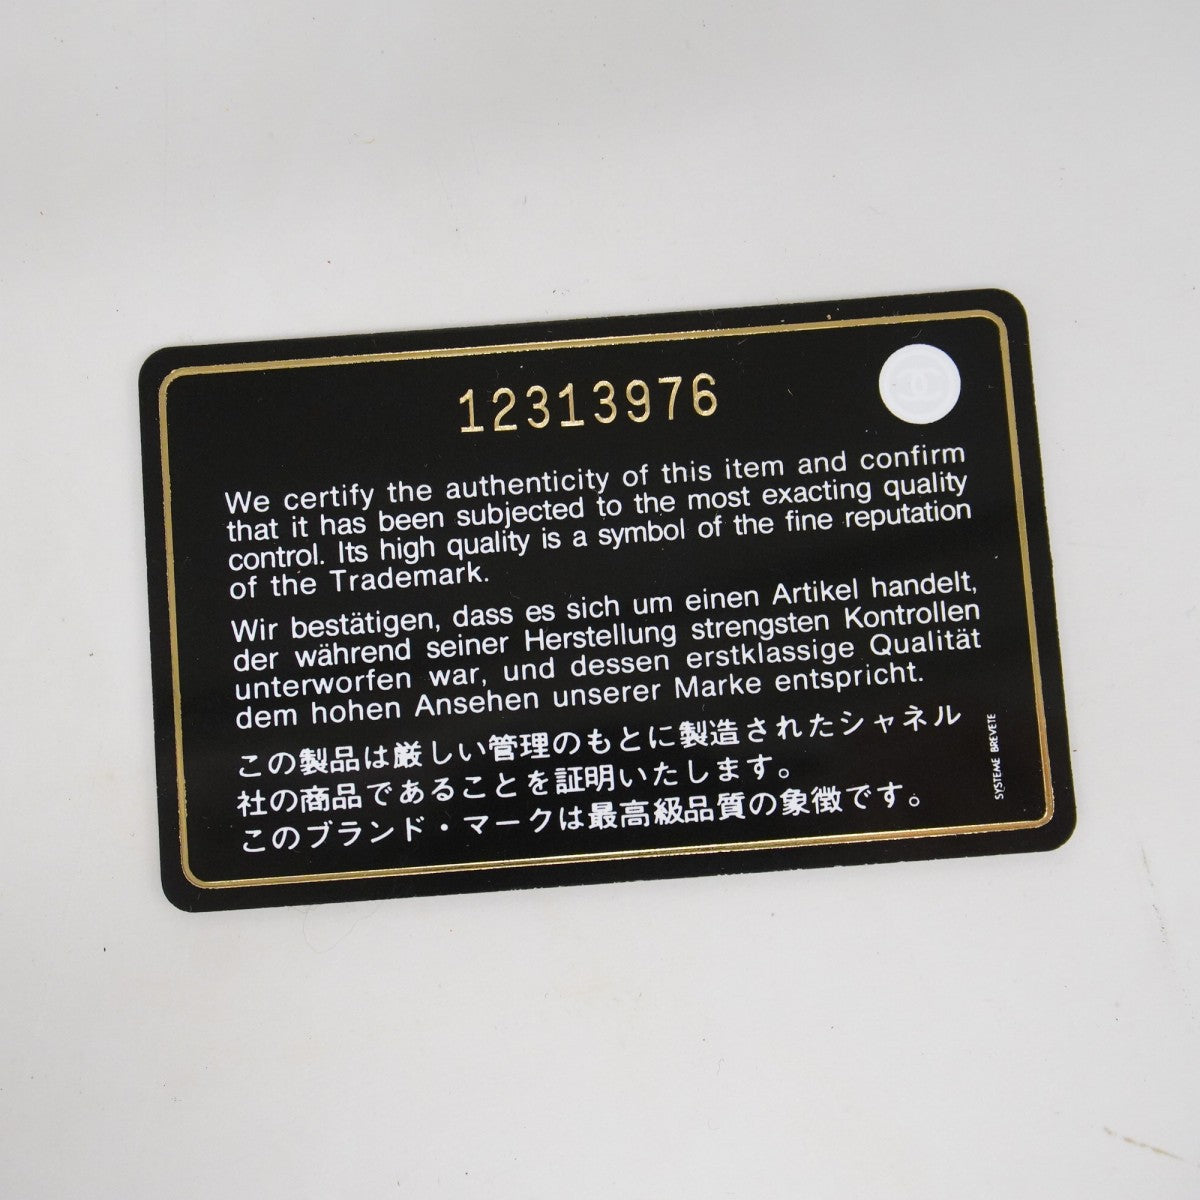 12313976
We certify the authenticity of this item and confirm
that it has been subjected to the most exacting quality
control. Its high quality is a symbol of the fine reputation
of the Trademark.
Wir bestätigen, dass es sich um einen Artikel handelt,
der während seiner Herstellung strengsten Kontrollen
unterworfen war, und dessen erstklassige Qualität
dem hohen Ansehen unserer Marke entspricht.
この製品は厳しい管理のもとに製造されたシャネル
社の商品であることを証明いたします。
このブランド・マークは最高級品質の象徴です。
SYSTEME BREVETE